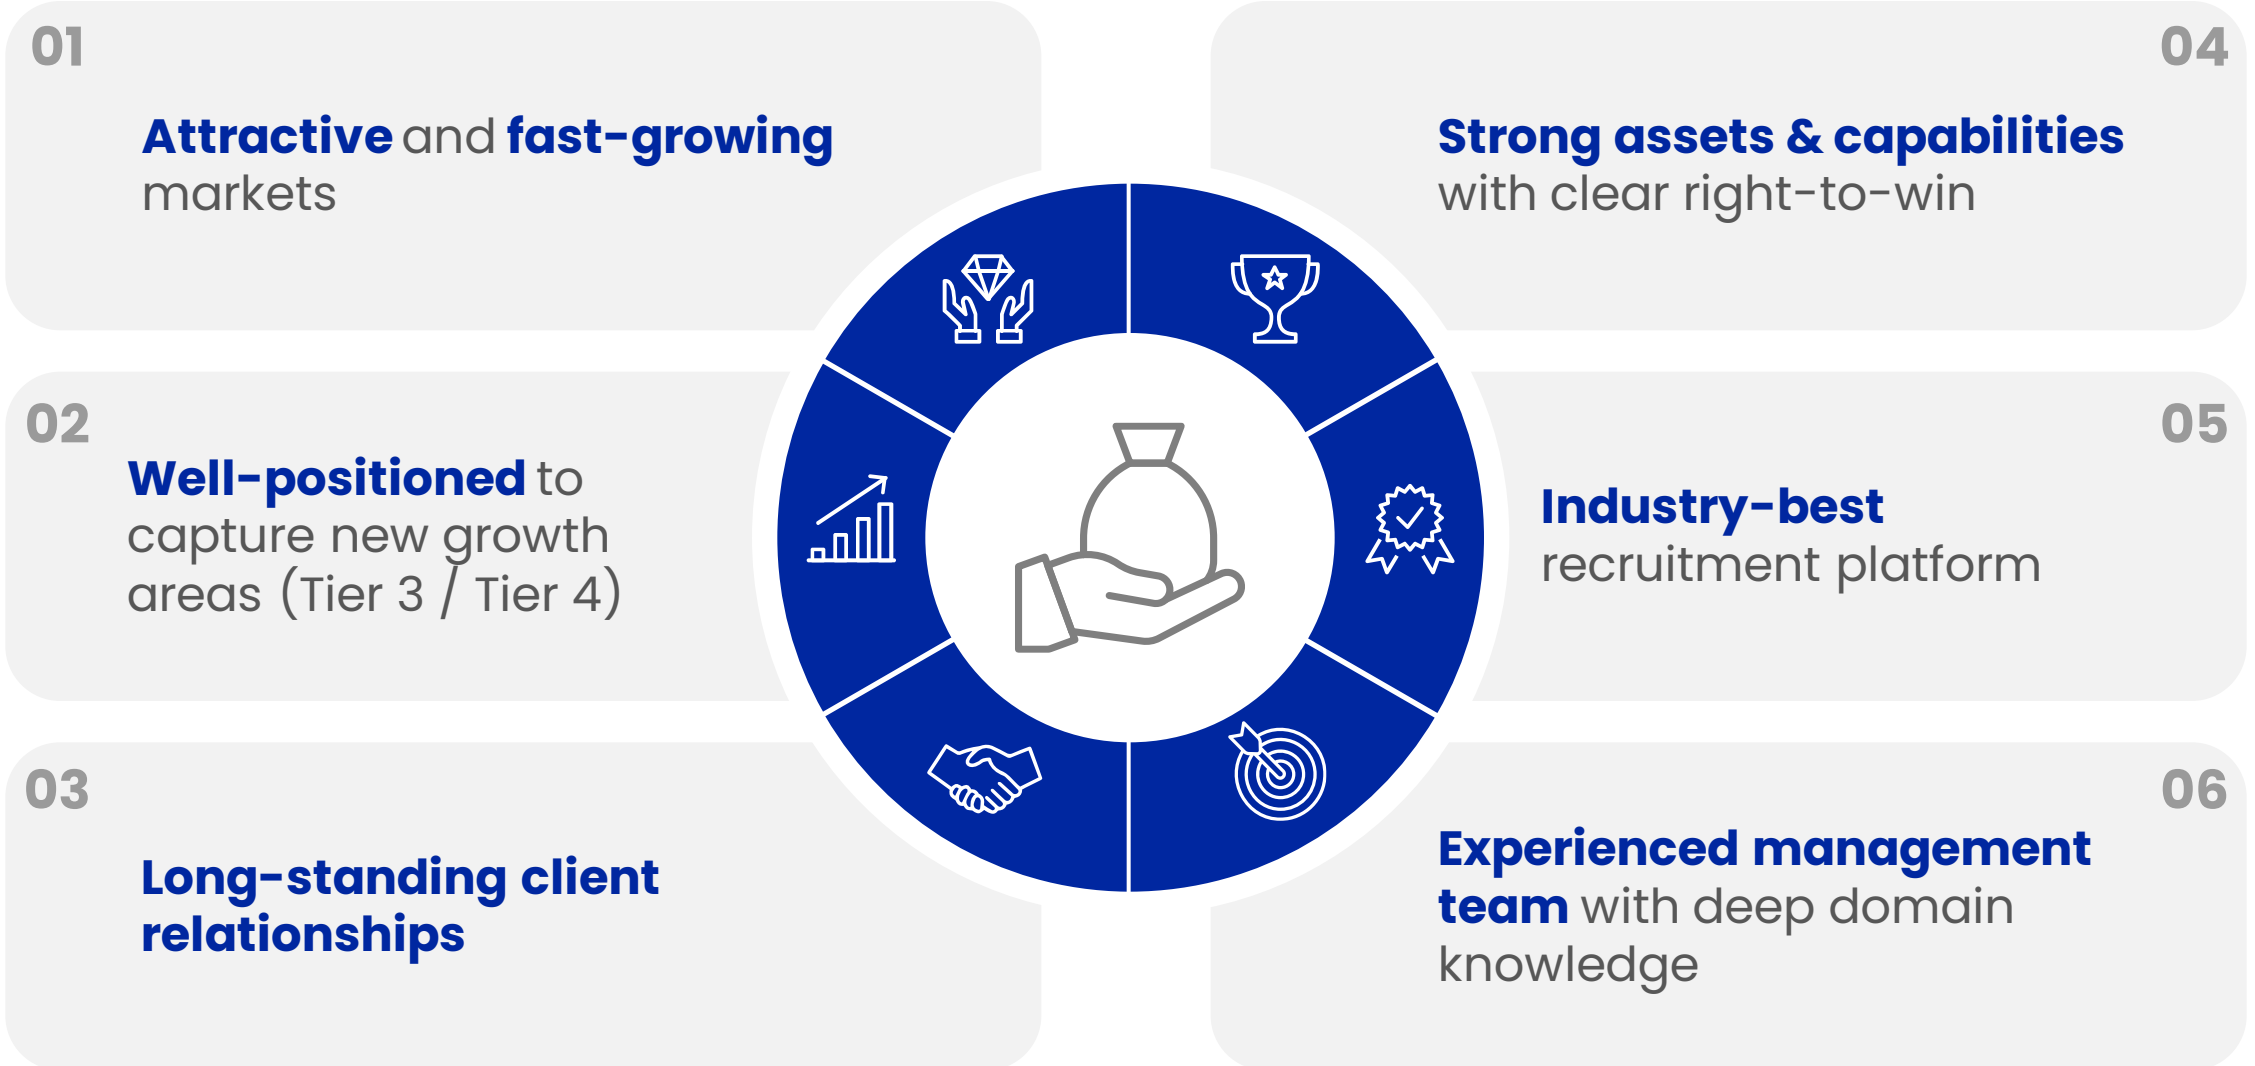 01
Attractive and fast-growing
markets
02
Well-positioned to
capture new growth
areas (Tier 3 / Tier 4)
03
Long-standing client
relationships
04
Strong assets & capabilities
with clear right-to-win
05
Industry-best
recruitment platform
06
Experienced management
team with deep domain
knowledge